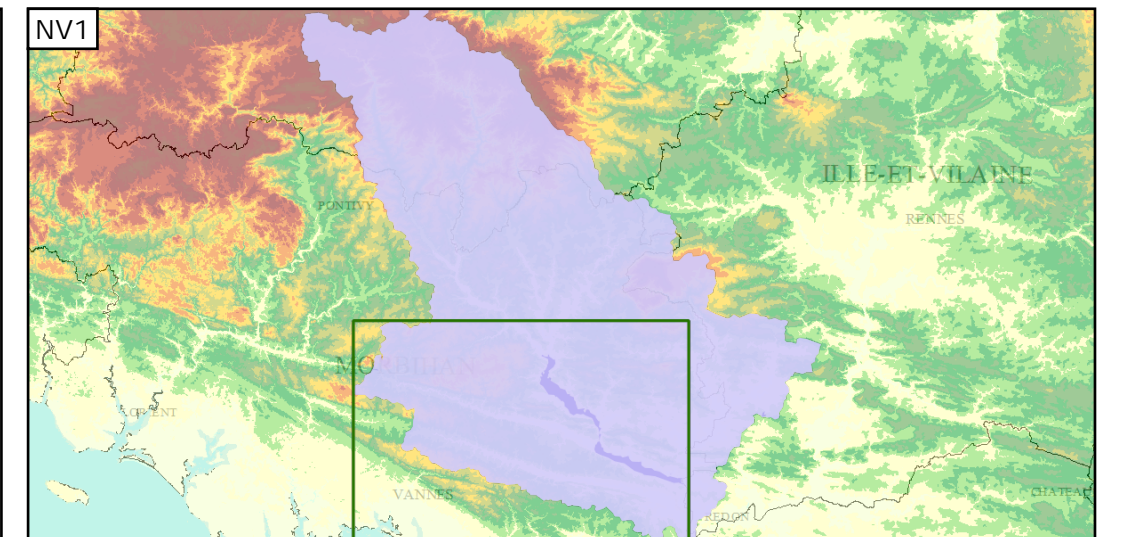 NV1
ILLE-ET-VILAINE
PONTIVY
RENNES
MORBIHAN
LORIENT
VANNES
CHATEAU
REDON